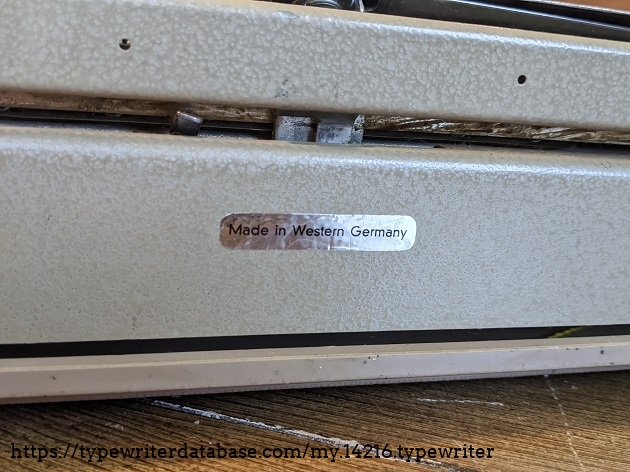 Made in Western Germany
https://typewriterdatabase.com/my.14216.typewriter